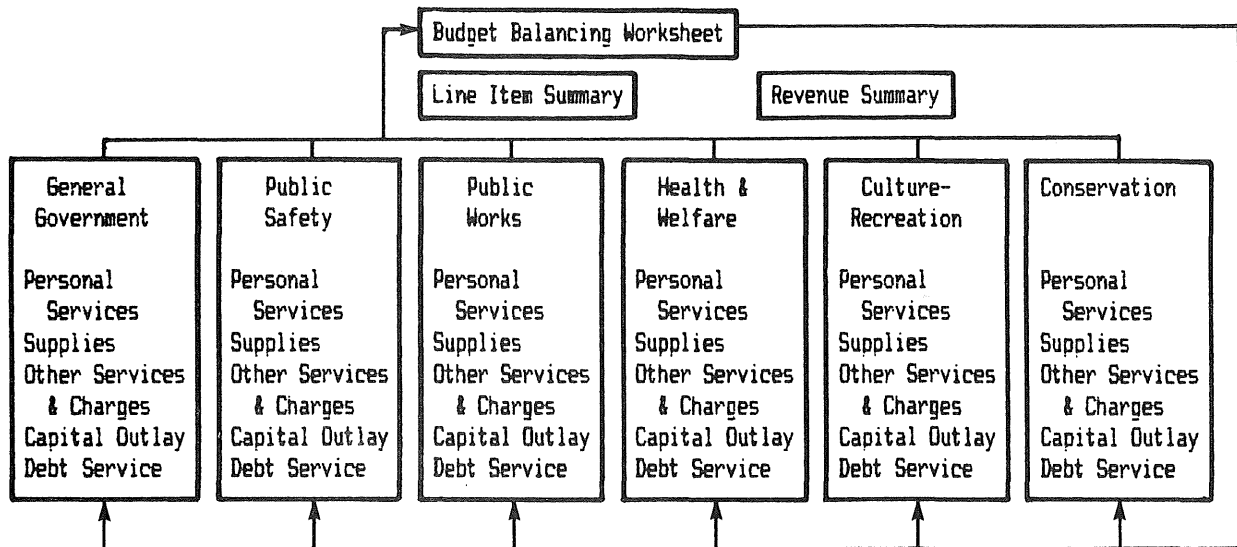 Budget Balancing Worksheet
Line Item Summary
Revenue Summary
General
Government
Personal
Services
Supplies
Other Services
& Charges
Capital Outlay
Debt Service
Public
Safety
Personal
Services
Supplies
Other Services
& Charges
Capital Outlay
Debt Service
Public
Works
Personal
Services
Supplies
Other Services
& Charges
Capital Outlay
Debt Service
Health &
Welfare
Personal
Services
Supplies
Other Services
& Charges
Capital Outlay
Debt Service
Culture-
Recreation
Personal
Services
Supplies
Other Services
& Charges
Capital Outlay
Debt Service
Conservation
Personal
Services
Supplies
Other Services
& Charges
Capital Outlay
Debt Service